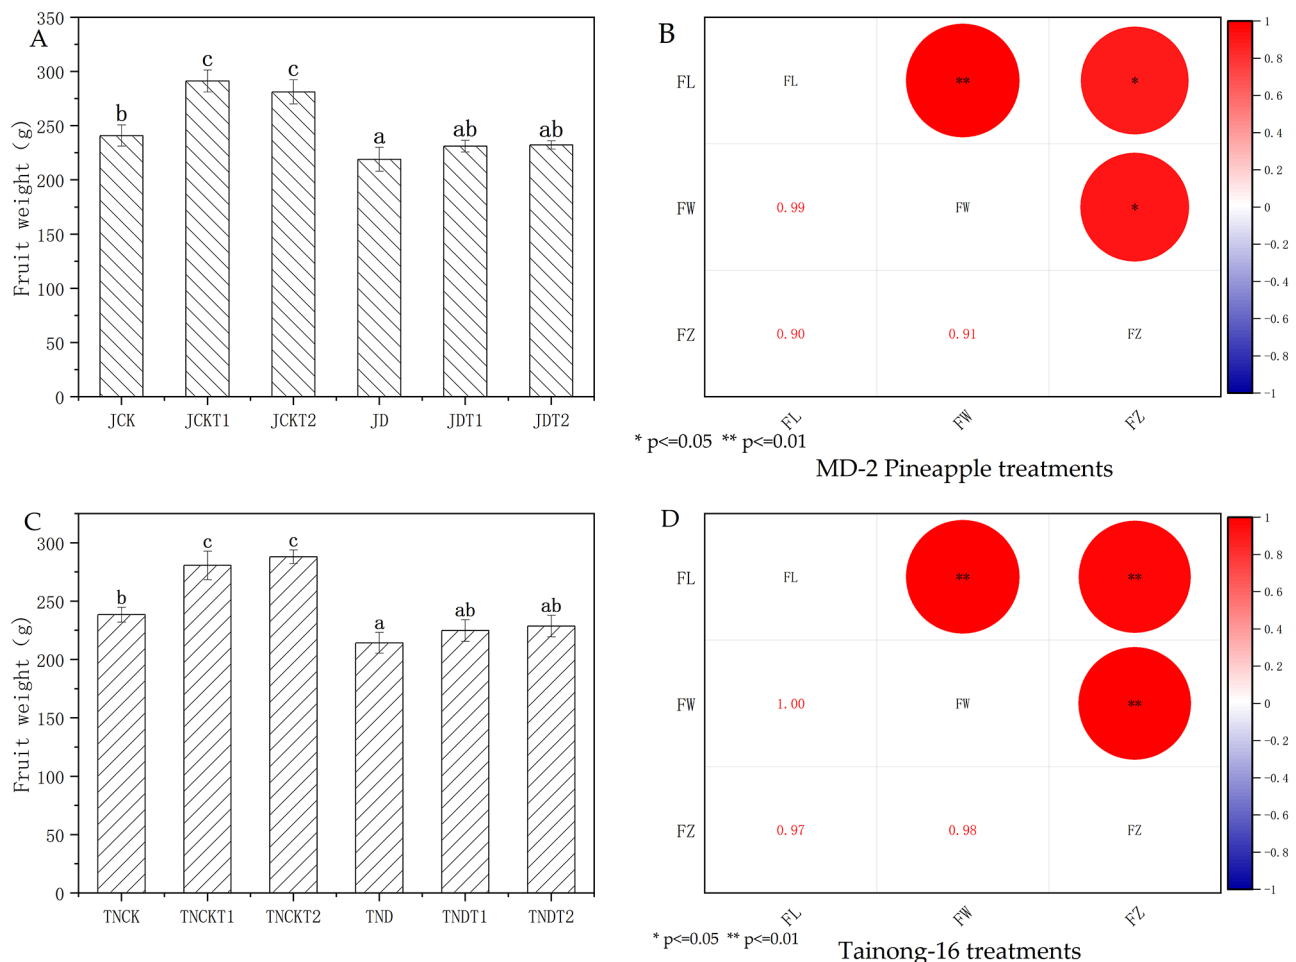 A
Fruit weight (g)
350
300
250
200
150
100
50
0
b
c
c
a
ab
ab
JCK JCKT1 JCKT2 JD JDT1 JDT2
B
FL FL ** *
FW 0.99 FW *
FZ 0.90 0.91 FZ
FL FW FZ
1
0.8
0.6
0.4
0.2
0
-0.2
-0.4
-0.6
-0.8
-1
* p<=0.05 ** p<=0.01
MD-2 Pineapple treatments
C
Fruit weight (g)
300
250
200
150
100
50
0
b
c
c
a
ab
ab
TNCK TNCKT1 TNCKT2 TND TNDT1 TNDT2
D
FL FL ** **
FW 1.00 FW **
FZ 0.97 0.98 FZ
FL FW FZ
1
0.8
0.6
0.4
0.2
0
-0.2
-0.4
-0.6
-0.8
-1
* p<=0.05 ** p<=0.01
Tainong-16 treatments